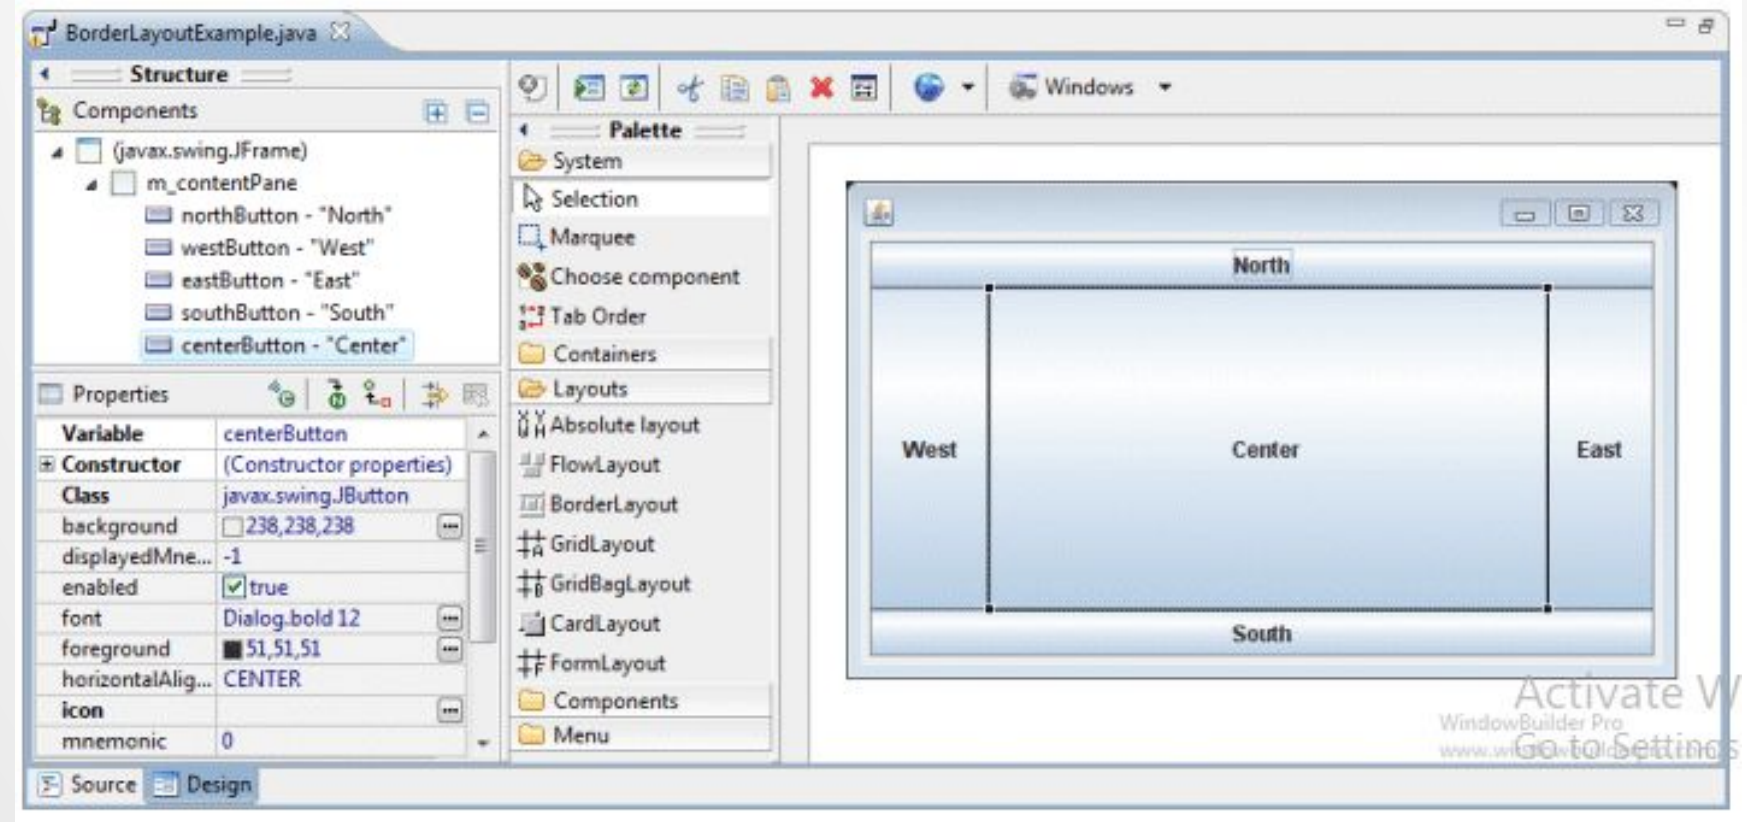 BorderLayoutExample.java
Structure
Components
(javax.swing.JFrame)
m_contentPane
northButton - "North"
westButton - "West"
eastButton - "East"
southButton - "South"
centerButton - "Center"
Properties
Variable centerButton
Constructor (Constructor properties)
Class javax.swing.JButton
background 238,238,238
displayedMne... -1
enabled true
font Dialog.bold 12
foreground 51,51,51
horizontalAlig... CENTER
icon
mnemonic 0
Source Design
Windows
Palette
System
Selection
Marquee
Choose component
Tab Order
Containers
Layouts
Absolute layout
FlowLayout
BorderLayout
GridLayout
GridBagLayout
CardLayout
FormLayout
Components
Menu
North
West Center East
South
Activate W
WindowBuilder Pro
Go to Settings